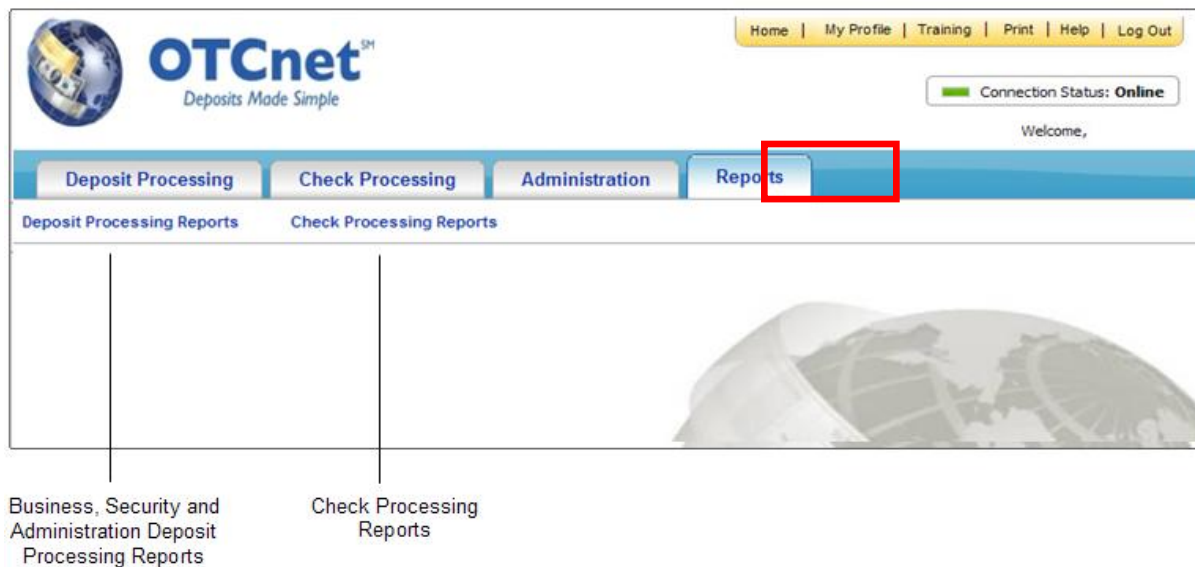 Home | My Profile | Training | Print | Help | Log Out
OTCnet℠
Deposits Made Simple
Connection Status: Online
Welcome,
Deposit Processing Check Processing Administration Reports
Deposit Processing Reports Check Processing Reports
Business, Security and
Administration Deposit
Processing Reports
Check Processing
Reports